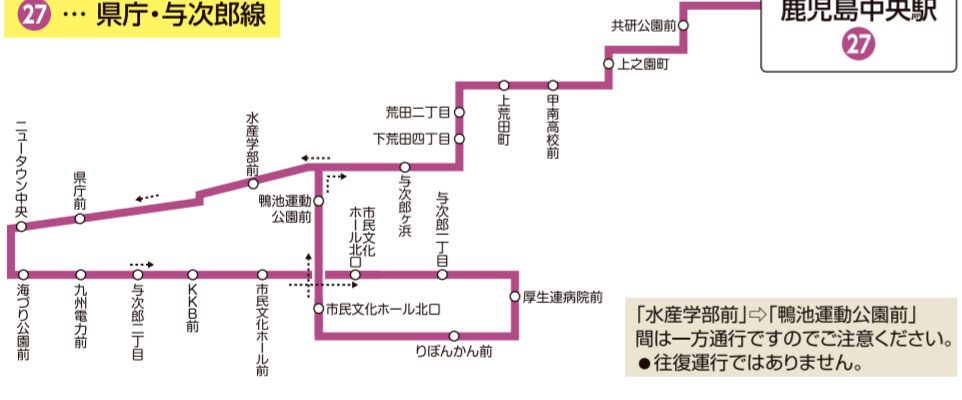 27 … 県庁・与次郎線
鹿児島中央駅
27
共研公園前
上之園町
甲南高校前
上荒田町
荒田二丁目
下荒田四丁目
与次郎ヶ浜
水産学部前
県庁前
ニュータウン中央
海づり公園前
九州電力前
与次郎二丁目
KKB前
市民文化ホール前
市民文化
ホール北口
与次郎一丁目
厚生連病院前
りぼんかん前
市民文化ホール北口
鴨池運動
公園前
「水産学部前」⇨「鴨池運動公園前」
間は一方通行ですのでご注意ください。
●往復運行ではありません。